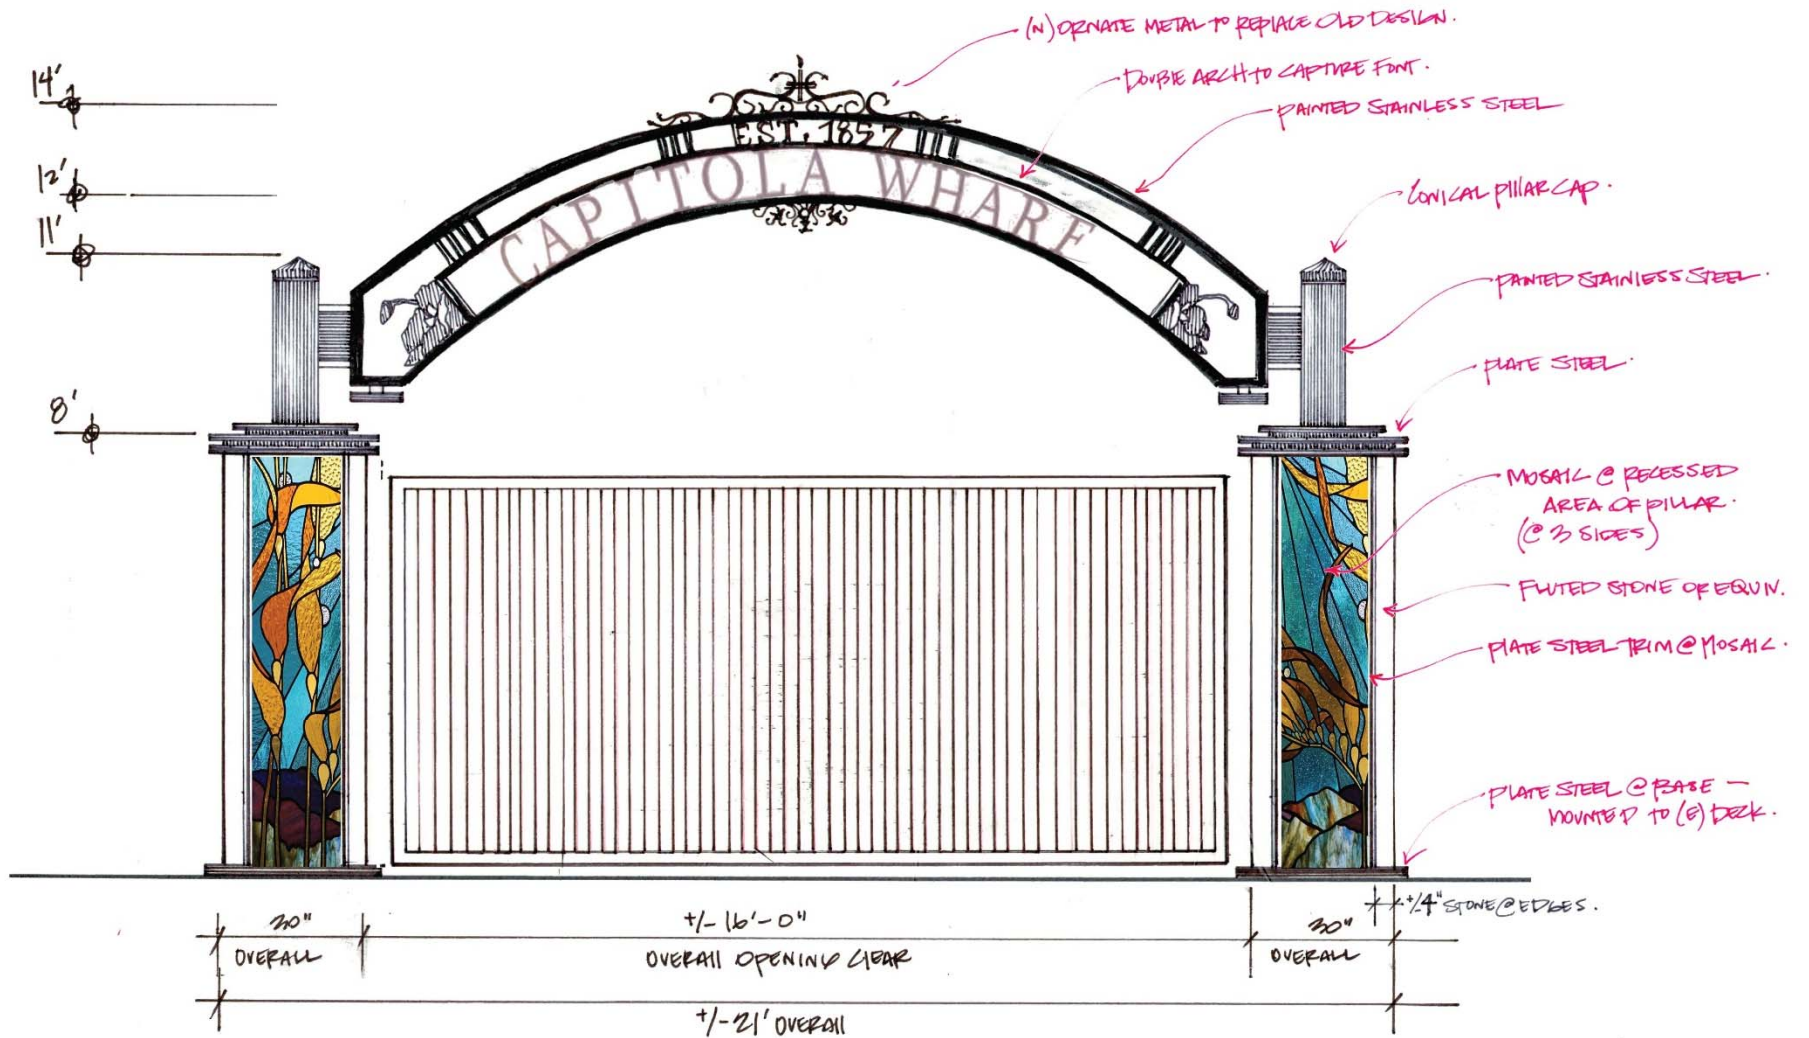 (N) ORNATE METAL TO REPLACE OLD DESIGN.
DOUBLE ARCH TO CAPTURE FONT.
PAINTED STAINLESS STEEL
14'
EST. 1857
CAPITOLA WHARF
12'
CONICAL PILLAR CAP.
11'
PAINTED STAINLESS STEEL.
PLATE STEEL.
8'
MOSAIC @ RECESSED
AREA OF PILLAR.
(@ 3 SIDES)
FLUTED STONE OR EQUIV.
PLATE STEEL TRIM @ MOSAIC.
PLATE STEEL @ BASE —
MOUNTED TO (E) DECK.
+/-4" STONE @ EDGES.
30"
OVERALL
+/- 16'-0"
OVERALL OPENING CLEAR
30"
OVERALL
+/- 21' OVERALL